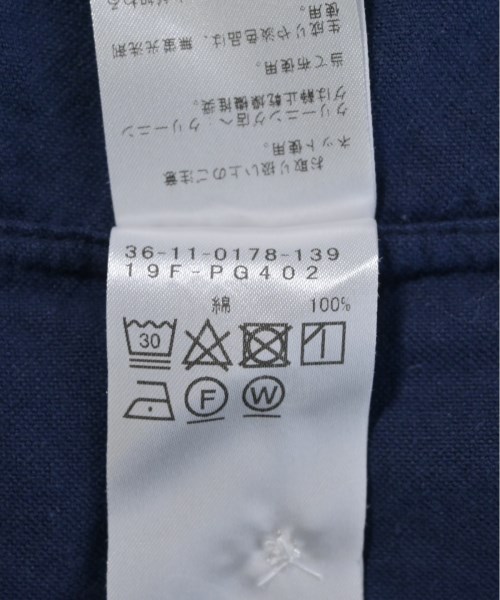 お取り扱い上のご注意
ネット使用。
クリーニング店へ：クリーニン
グは静止乾燥機推奨。
当て布使用。
生成りや淡色品は、無蛍光洗剤
使用。
36-11-0178-139
19F-PG402
綿 100%
30
F W